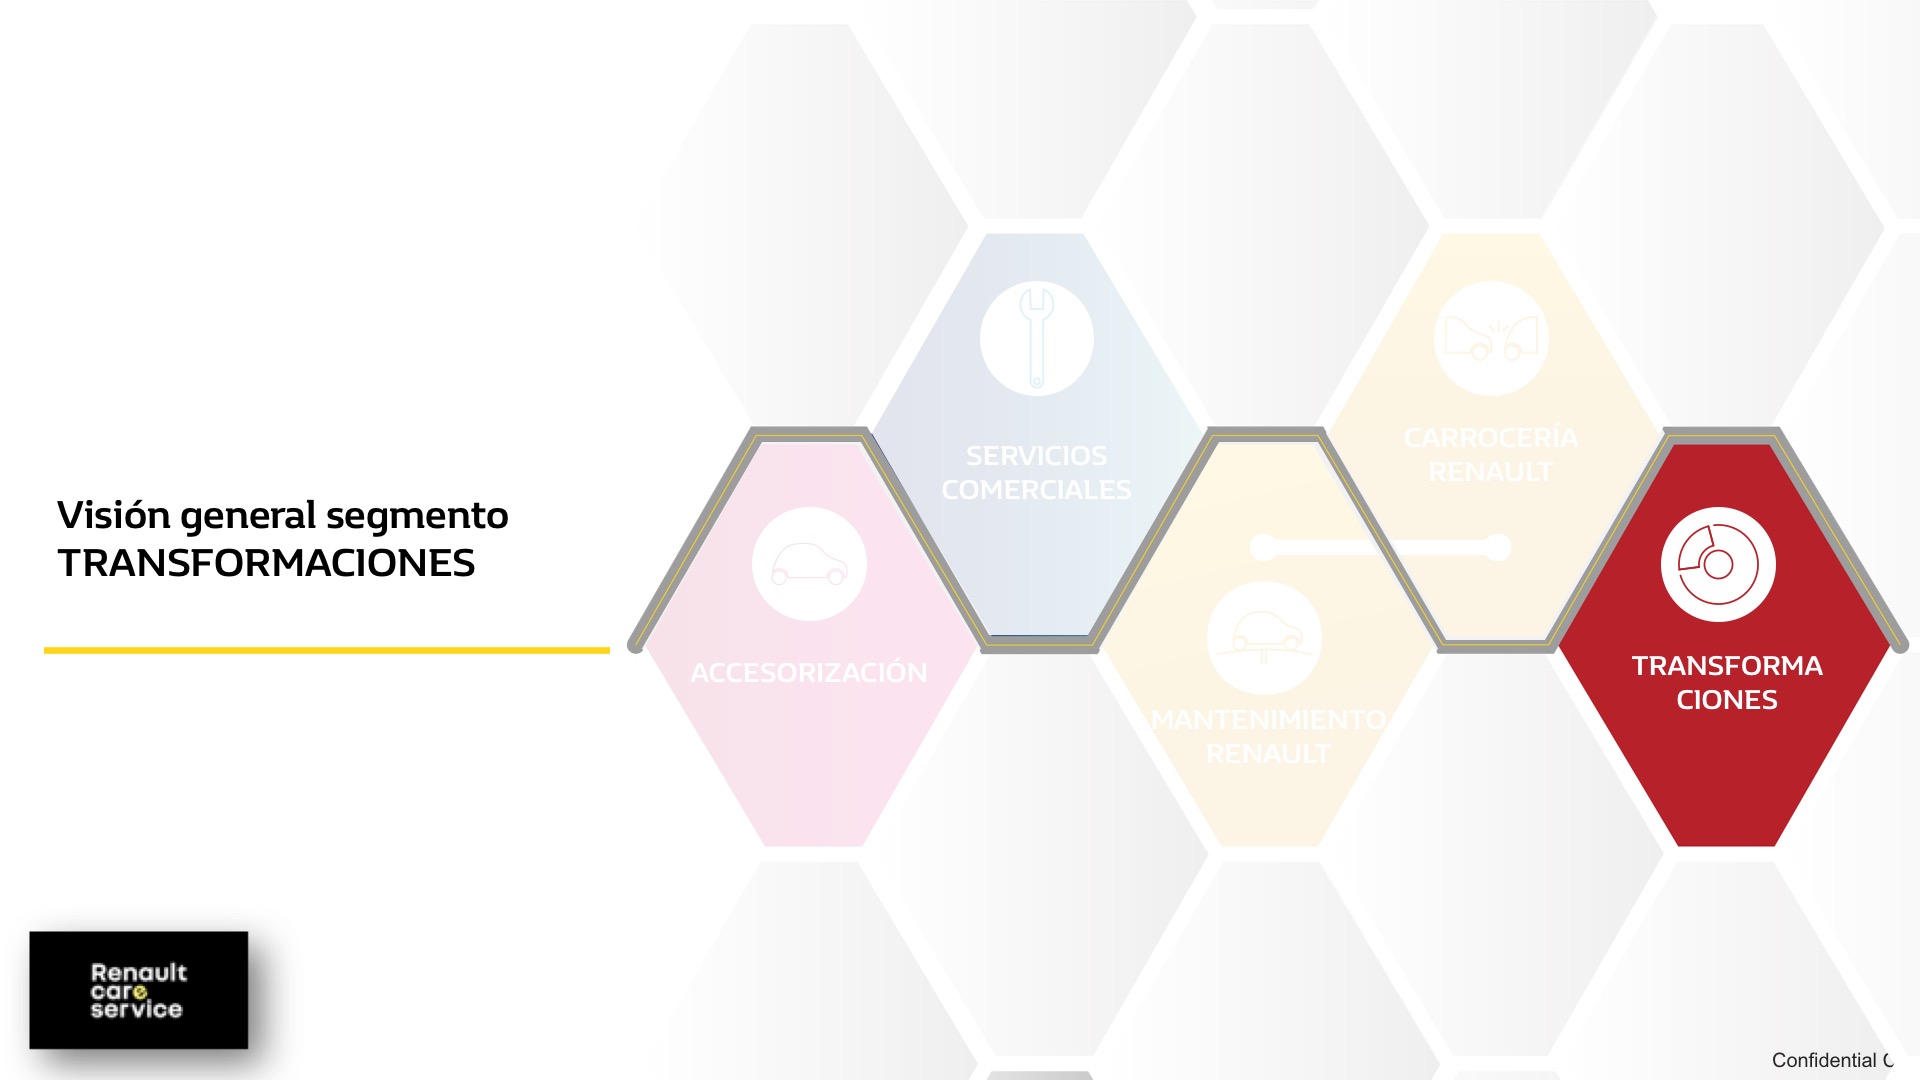 Visión general segmento
TRANSFORMACIONES
SERVICIOS
COMERCIALES
CARROCERÍA
RENAULT
ACCESORIZACIÓN
MANTENIMIENTO
RENAULT
TRANSFORMA
CIONES
Renault
care
service
Confidential C